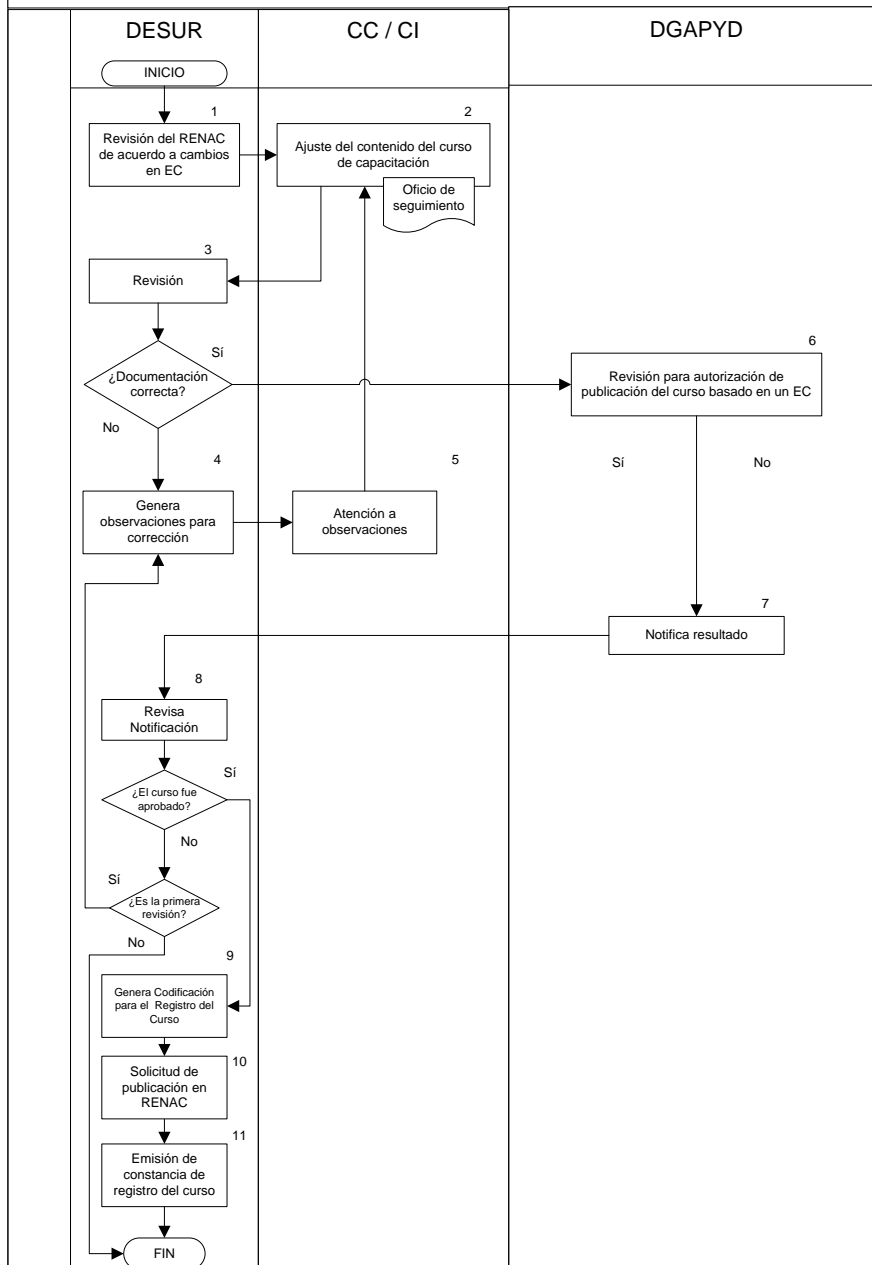 DESUR
CC / CI
DGAPYD
INICIO
1
Revisión del RENAC
de acuerdo a cambios
en EC
2
Ajuste del contenido del curso
de capacitación
Oficio de
seguimiento
3
Revisión
¿Documentación
correcta?
Sí
No
6
Revisión para autorización de
publicación del curso basado en un EC
Sí
No
4
Genera
observaciones para
corrección
5
Atención a
observaciones
7
Notifica resultado
8
Revisa
Notificación
¿El curso fue
aprobado?
Sí
No
¿Es la primera
revisión?
Sí
No
9
Genera Codificación
para el Registro del
Curso
10
Solicitud de
publicación en
RENAC
11
Emisión de
constancia de
registro del curso
FIN